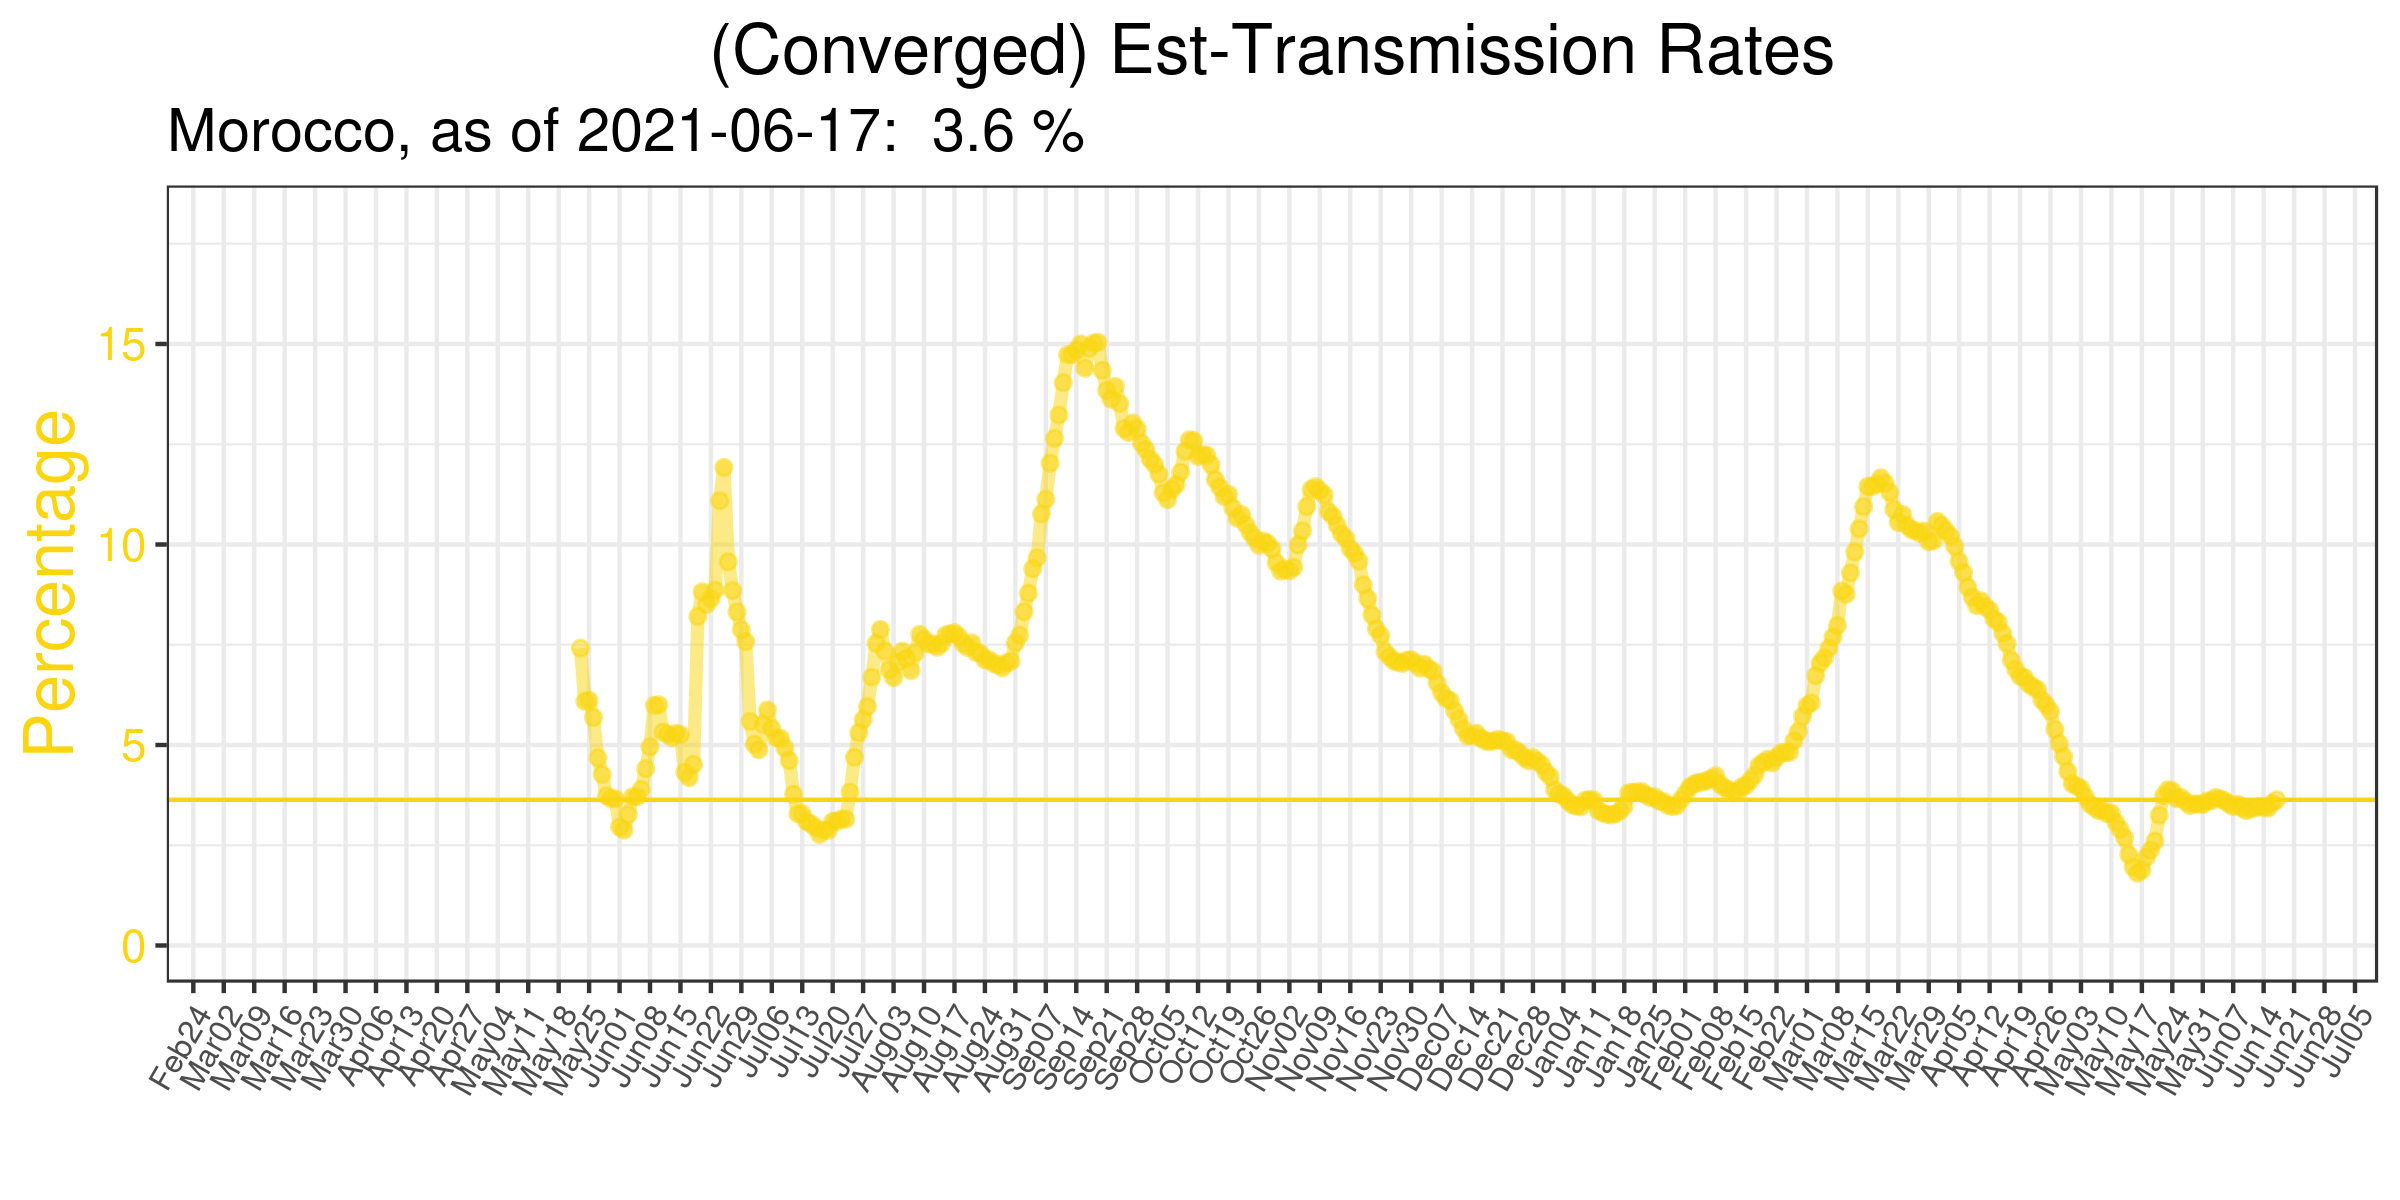 (Converged) Est-Transmission Rates
Morocco, as of 2021-06-17:  3.6 %
Percentage
15
10
5
0
Feb24
Mar02
Mar09
Mar16
Mar23
Mar30
Apr06
Apr13
Apr20
Apr27
May04
May11
May18
May25
Jun01
Jun08
Jun15
Jun22
Jun29
Jul06
Jul13
Jul20
Jul27
Aug03
Aug10
Aug17
Aug24
Aug31
Sep07
Sep14
Sep21
Sep28
Oct05
Oct12
Oct19
Oct26
Nov02
Nov09
Nov16
Nov23
Nov30
Dec07
Dec14
Dec21
Dec28
Jan04
Jan11
Jan18
Jan25
Feb01
Feb08
Feb15
Feb22
Mar01
Mar08
Mar15
Mar22
Mar29
Apr05
Apr12
Apr19
Apr26
May03
May10
May17
May24
May31
Jun07
Jun14
Jun21
Jun28
Jul05